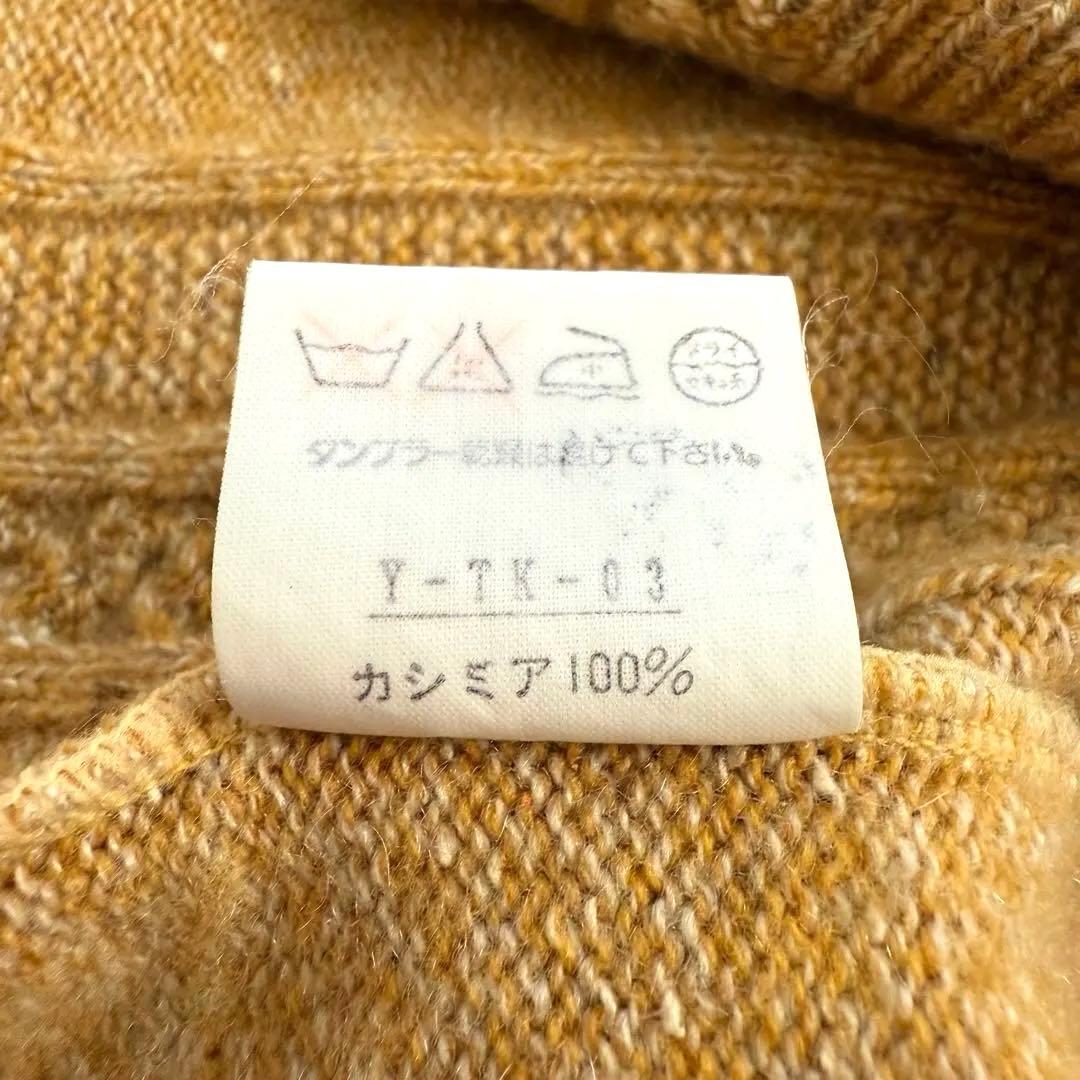 中
ドライ
セキユ系
タンブラー乾燥は避けて下さい。
Y-TK-03
カシミア100%